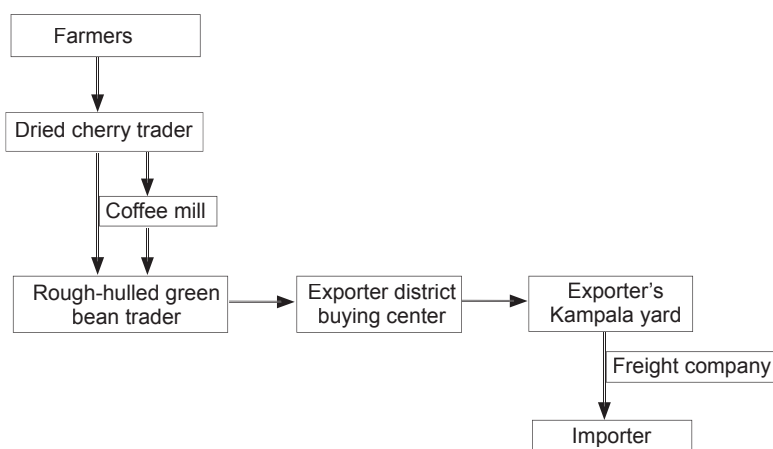 Farmers
Dried cherry trader
Coffee mill
Rough-hulled green
bean trader
Exporter district
buying center
Exporter’s
Kampala yard
Freight company
Importer